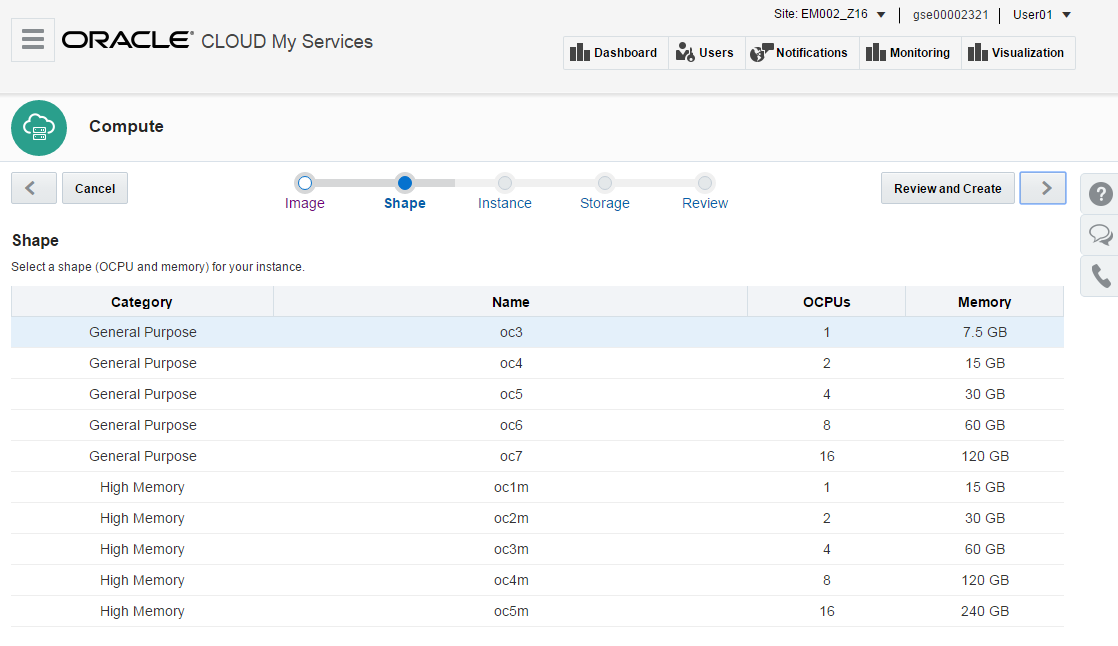 Site: EM002_Z16 gse00002321 User01
ORACLE CLOUD My Services
Dashboard Users Notifications Monitoring Visualization
Compute
Cancel Review and Create
Image Shape Instance Storage Review
?
Shape
Select a shape (OCPU and memory) for your instance.
Category Name OCPUs Memory
General Purpose oc3 1 7.5 GB
General Purpose oc4 2 15 GB
General Purpose oc5 4 30 GB
General Purpose oc6 8 60 GB
General Purpose oc7 16 120 GB
High Memory oc1m 1 15 GB
High Memory oc2m 2 30 GB
High Memory oc3m 4 60 GB
High Memory oc4m 8 120 GB
High Memory oc5m 16 240 GB